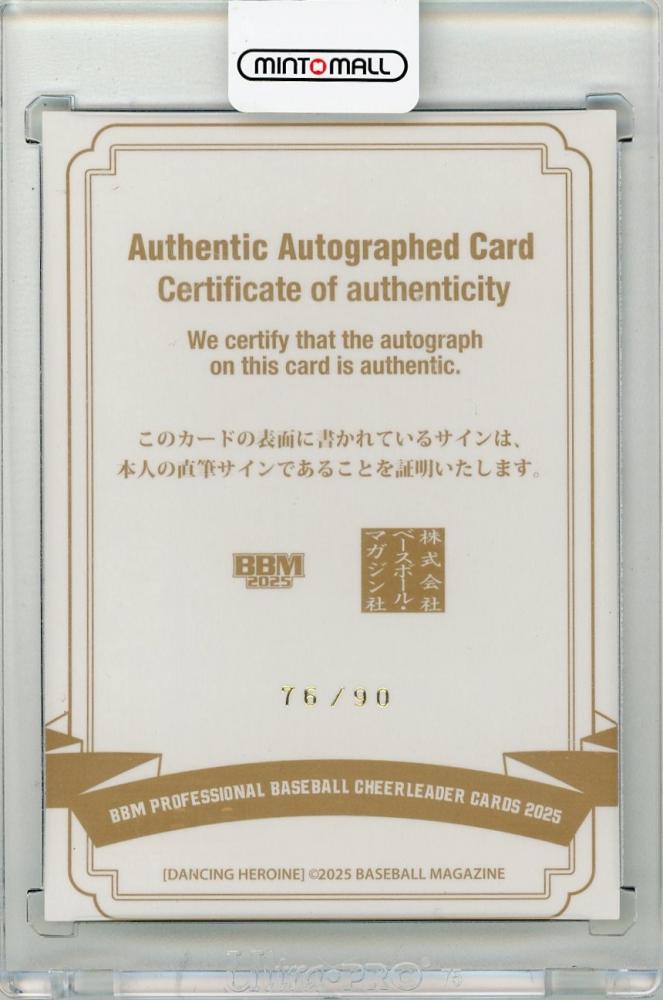 MINTOMALL
Authentic Autographed Card
Certificate of authenticity
We certify that the autograph
on this card is authentic.
このカードの表面に書かれているサインは、
本人の直筆サインであることを証明いたします。
BBM
2025
株式会社
ベースボール・
マガジン社
76/90
BBM PROFESSIONAL BASEBALL CHEERLEADER CARDS 2025
[DANCING HEROINE] ©2025 BASEBALL MAGAZINE
Ultra·PRO®